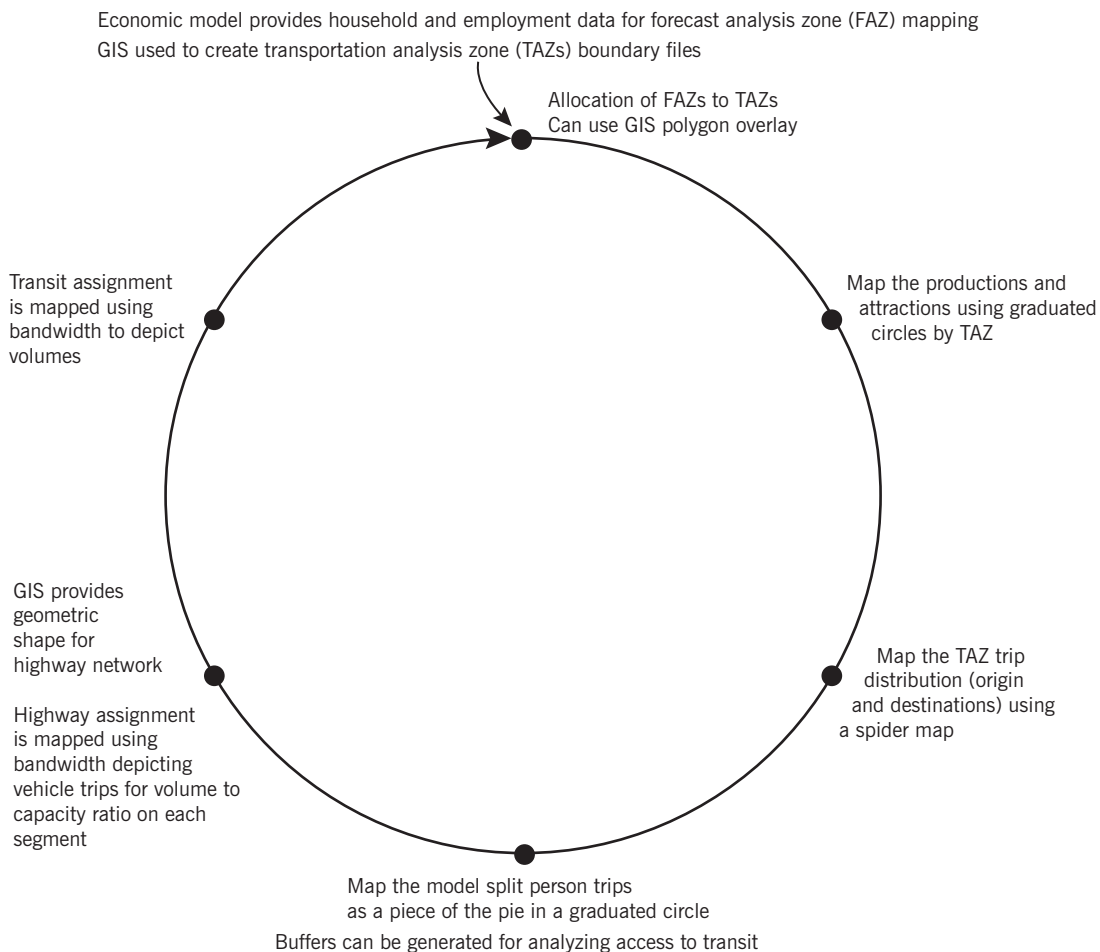 Economic model provides household and employment data for forecast analysis zone (FAZ) mapping
GIS used to create transportation analysis zone (TAZs) boundary files
Allocation of FAZs to TAZs
Can use GIS polygon overlay
Map the productions and
attractions using graduated
circles by TAZ
Map the TAZ trip
distribution (origin
and destinations) using
a spider map
Map the model split person trips
as a piece of the pie in a graduated circle
Buffers can be generated for analyzing access to transit
GIS provides
geometric
shape for
highway network
Highway assignment
is mapped using
bandwidth depicting
vehicle trips for volume to
capacity ratio on each
segment
Transit assignment
is mapped using
bandwidth to depict
volumes